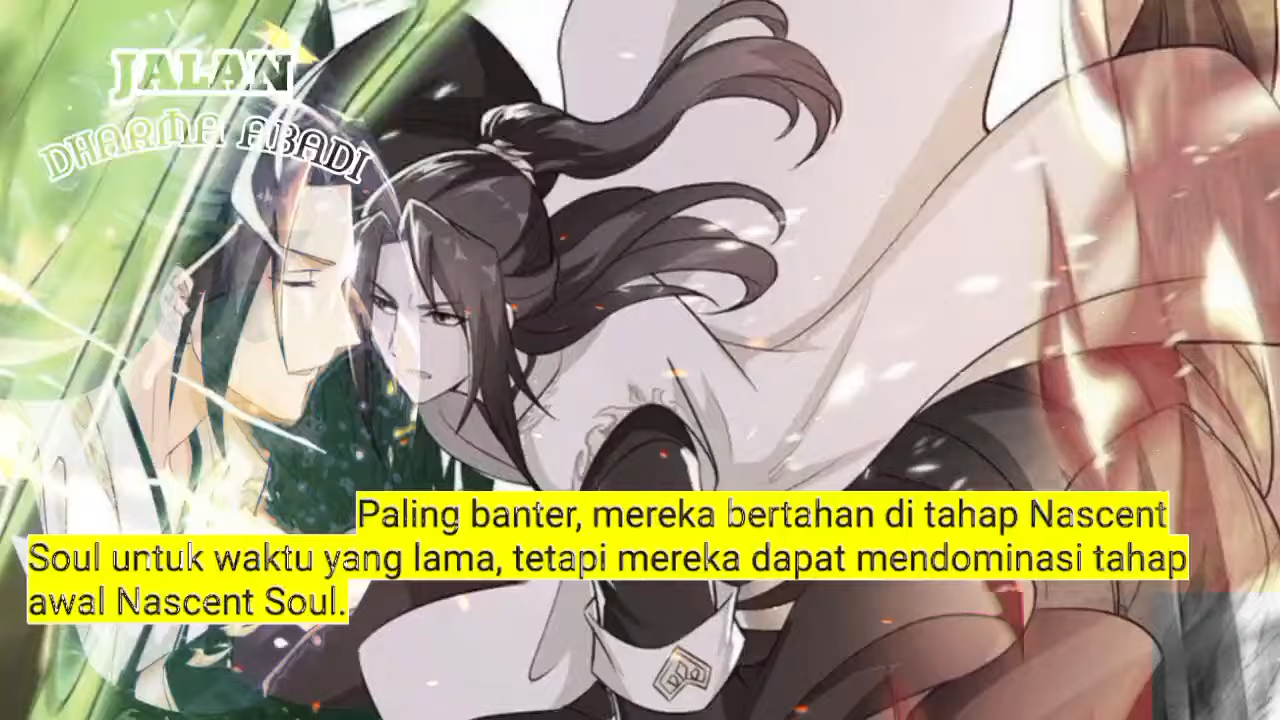 JALAN
DHARMA ABADI
Paling banter, mereka bertahan di tahap Nascent
Soul untuk waktu yang lama, tetapi mereka dapat mendominasi tahap
awal Nascent Soul.